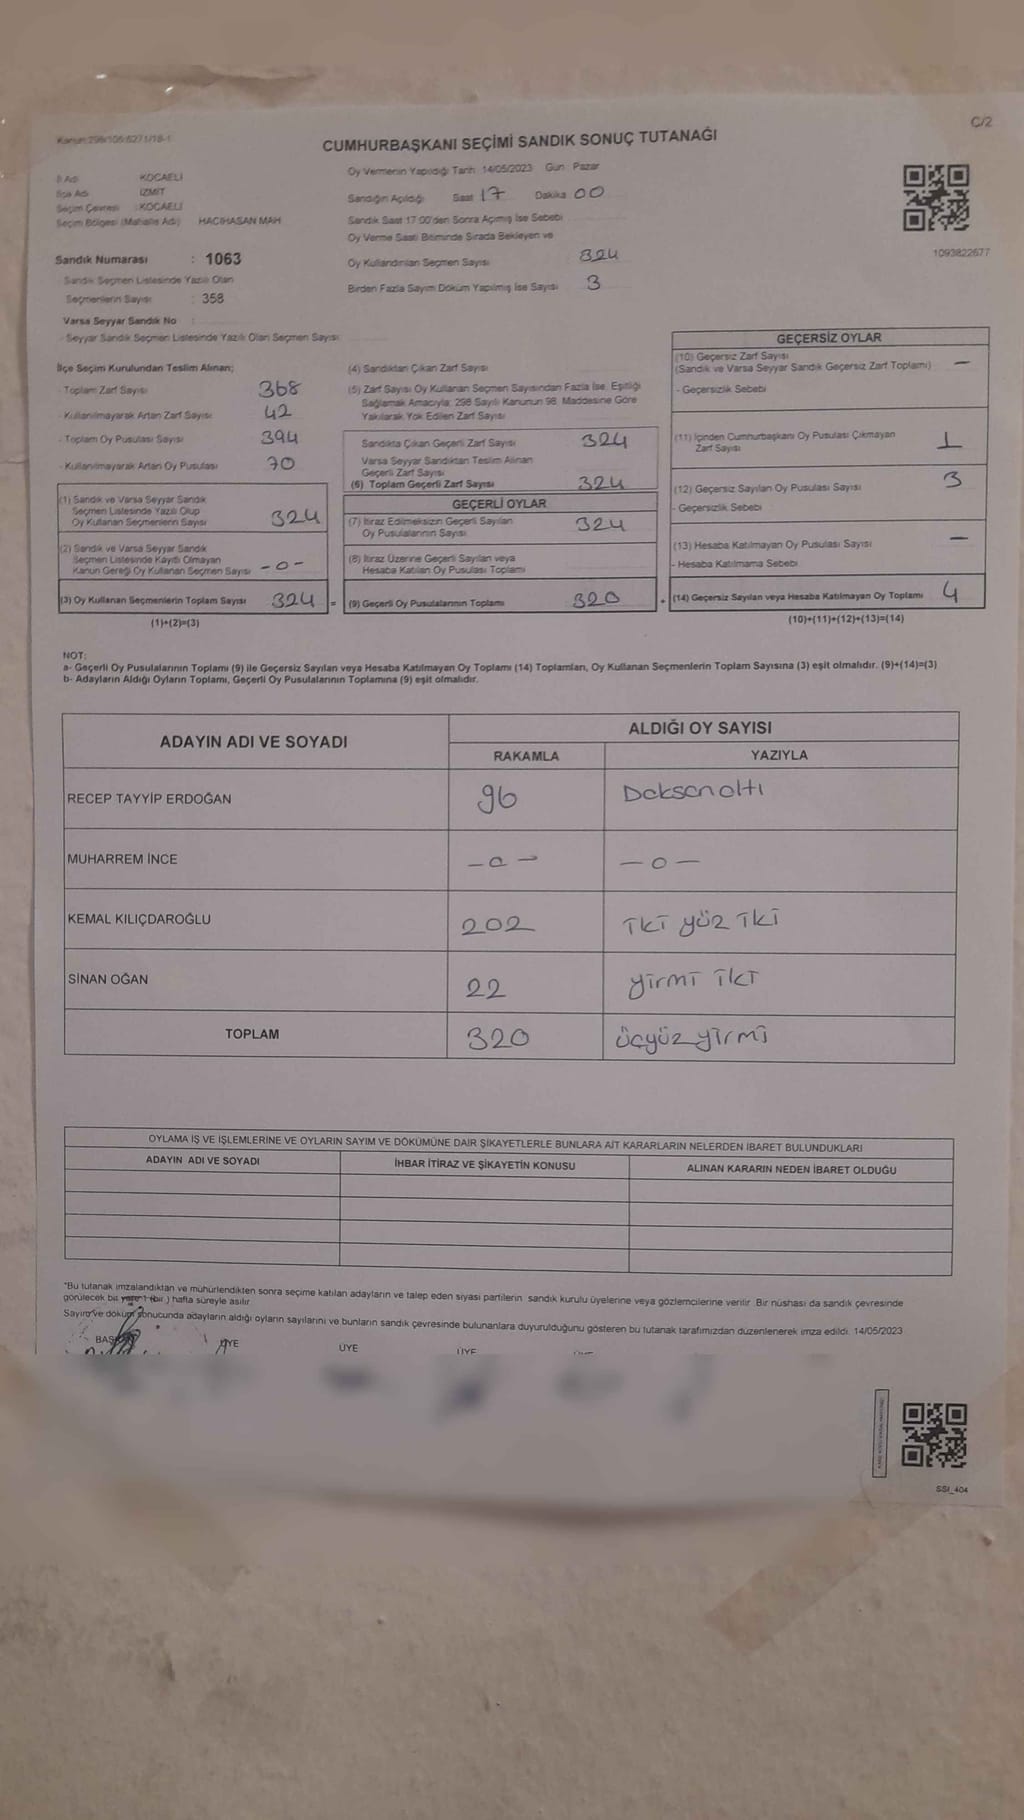 Kanun:298/106;6271/18-1
C/2
CUMHURBAŞKANI SEÇİMİ SANDIK SONUÇ TUTANAĞI
İl Adı KOCAELİ
İlçe Adı İZMİT
Seçim Çevresi : KOCAELİ
Seçim Bölgesi (Mahalle Adı) HACIHASAN MAH
Sandık Numarası : 1063
Sandık Seçmen Listesinde Yazılı Olan
Seçmenlerin Sayısı : 358
Varsa Seyyar Sandık No
Seyyar Sandık Seçmen Listesinde Yazılı Olan Seçmen Sayısı
Oy Vermenin Yapıldığı Tarih 14/05/2023 Gün Pazar
Sandığın Açıldığı Saat 17 Dakika 00
Sandık Saat 17:00'den Sonra Açılmış İse Sebebi
Oy Verme Saati Bitiminde Sırada Bekleyen ve
Oy Kullandırılan Seçmen Sayısı 324
Birden Fazla Sayım Döküm Yapılmış İse Sayısı 3
1093822677
İlçe Seçim Kurulundan Teslim Alınan;
- Toplam Zarf Sayısı 368
- Kullanılmayarak Artan Zarf Sayısı 42
- Toplam Oy Pusulası Sayısı 394
- Kullanılmayarak Artan Oy Pusulası 70
(1) Sandık ve Varsa Seyyar Sandık
Seçmen Listesinde Yazılı Olup
Oy Kullanan Seçmenlerin Sayısı 324
(2) Sandık ve Varsa Seyyar Sandık
Seçmen Listesinde Kayıtlı Olmayan
Kanun Gereği Oy Kullanan Seçmen Sayısı - 0 -
(3) Oy Kullanan Seçmenlerin Toplam Sayısı 324 =
(1)+(2)=(3)
(4) Sandıktan Çıkan Zarf Sayısı
(5) Zarf Sayısı Oy Kullanan Seçmen Sayısından Fazla İse, Eşitliği
Sağlamak Amacıyla; 298 Sayılı Kanunun 98. Maddesine Göre
Yakılarak Yok Edilen Zarf Sayısı
Sandıkta Çıkan Geçerli Zarf Sayısı 324
Varsa Seyyar Sandıktan Teslim Alınan
Geçerli Zarf Sayısı
(6) Toplam Geçerli Zarf Sayısı 324
GEÇERLİ OYLAR
(7) İtiraz Edilmeksizin Geçerli Sayılan
Oy Pusulalarının Sayısı 324
(8) İtiraz Üzerine Geçerli Sayılan veya
Hesaba Katılan Oy Pusulası Toplamı
(9) Geçerli Oy Pusulalarının Toplamı 320 +
GEÇERSİZ OYLAR
(10) Geçersiz Zarf Sayısı —
(Sandık ve Varsa Seyyar Sandık Geçersiz Zarf Toplamı)
- Geçersizlik Sebebi
(11) İçinden Cumhurbaşkanı Oy Pusulası Çıkmayan
Zarf Sayısı 1
(12) Geçersiz Sayılan Oy Pusulası Sayısı 3
- Geçersizlik Sebebi
(13) Hesaba Katılmayan Oy Pusulası Sayısı —
- Hesaba Katılmama Sebebi
(14) Geçersiz Sayılan veya Hesaba Katılmayan Oy Toplamı 4
(10)+(11)+(12)+(13)=(14)
NOT:
a- Geçerli Oy Pusulalarının Toplamı (9) ile Geçersiz Sayılan veya Hesaba Katılmayan Oy Toplamı (14) Toplamları, Oy Kullanan Seçmenlerin Toplam Sayısına (3) eşit olmalıdır. (9)+(14)=(3)
b- Adayların Aldığı Oyların Toplamı, Geçerli Oy Pusulalarının Toplamına (9) eşit olmalıdır.
ADAYIN ADI VE SOYADI ALDIĞI OY SAYISI
RAKAMLA YAZIYLA
RECEP TAYYİP ERDOĞAN 96 Doksanaltı
MUHARREM İNCE - 0 - - 0 -
KEMAL KILIÇDAROĞLU 202 iki yüz iki
SİNAN OĞAN 22 yirmi iki
TOPLAM 320 üçyüz yirmi
OYLAMA İŞ VE İŞLEMLERİNE VE OYLARIN SAYIM VE DÖKÜMÜNE DAİR ŞİKAYETLERLE BUNLARA AİT KARARLARIN NELERDEN İBARET BULUNDUKLARI
ADAYIN ADI VE SOYADI İHBAR İTİRAZ VE ŞİKAYETİN KONUSU ALINAN KARARIN NEDEN İBARET OLDUĞU
*Bu tutanak imzalandıktan ve mühürlendikten sonra seçime katılan adayların ve talep eden siyasi partilerin sandık kurulu üyelerine veya gözlemcilerine verilir. Bir nüshası da sandık çevresinde
görülecek bir yere 1 (bir ) hafta süreyle asılır.
Sayım ve döküm sonucunda adayların aldığı oyların sayılarını ve bunların sandık çevresinde bulunanlara duyurulduğunu gösteren bu tutanak tarafımızdan düzenlenerek imza edildi. 14/05/2023
ÜYE ÜYE ÜYE
SSI_404